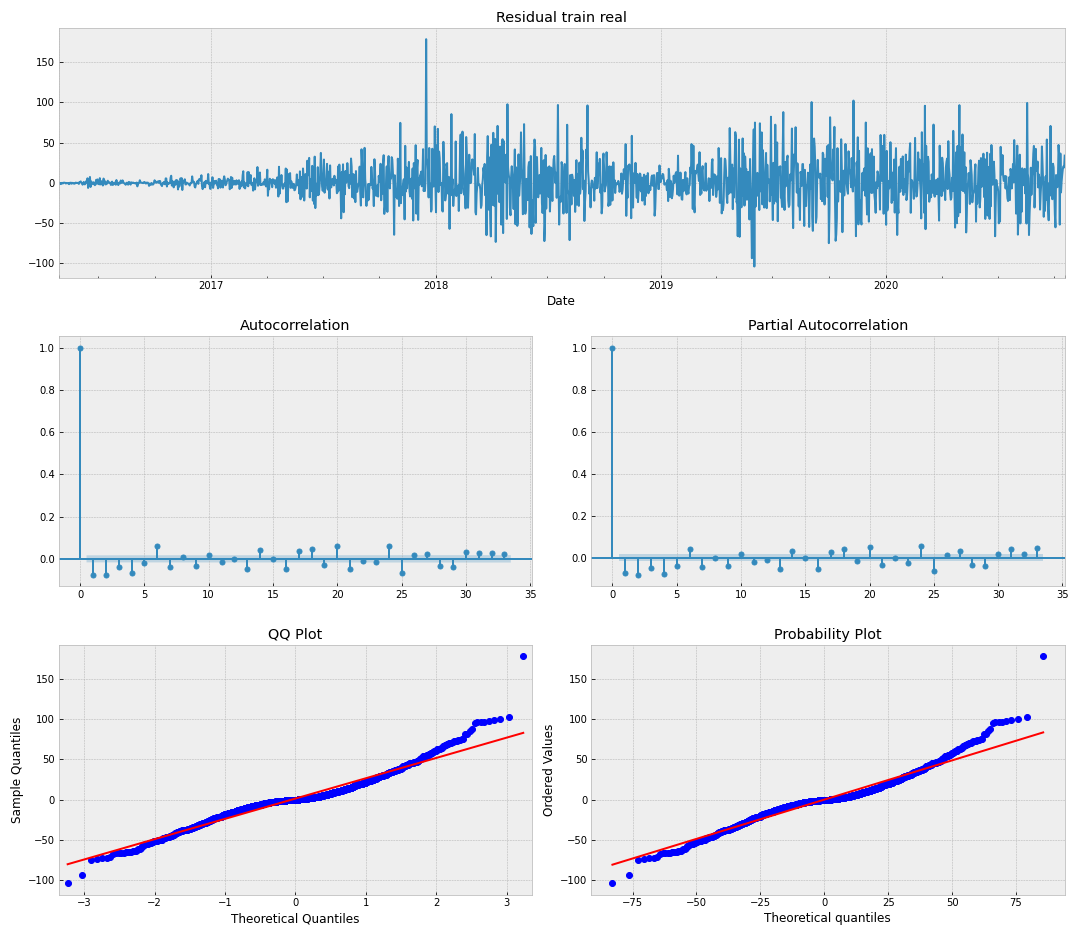 Residual train real
150
100
50
0
−50
−100
2017 2018 2019 2020
Date
Autocorrelation Partial Autocorrelation
1.0 1.0
0.8 0.8
0.6 0.6
0.4 0.4
0.2 0.2
0.0 0.0
0 5 10 15 20 25 30 35 0 5 10 15 20 25 30 35
QQ Plot Probability Plot
150 150
100 100
50 50
0 0
−50 −50
−100 −100
Sample Quantiles Ordered Values
−3 −2 −1 0 1 2 3 −75 −50 −25 0 25 50 75
Theoretical Quantiles Theoretical quantiles